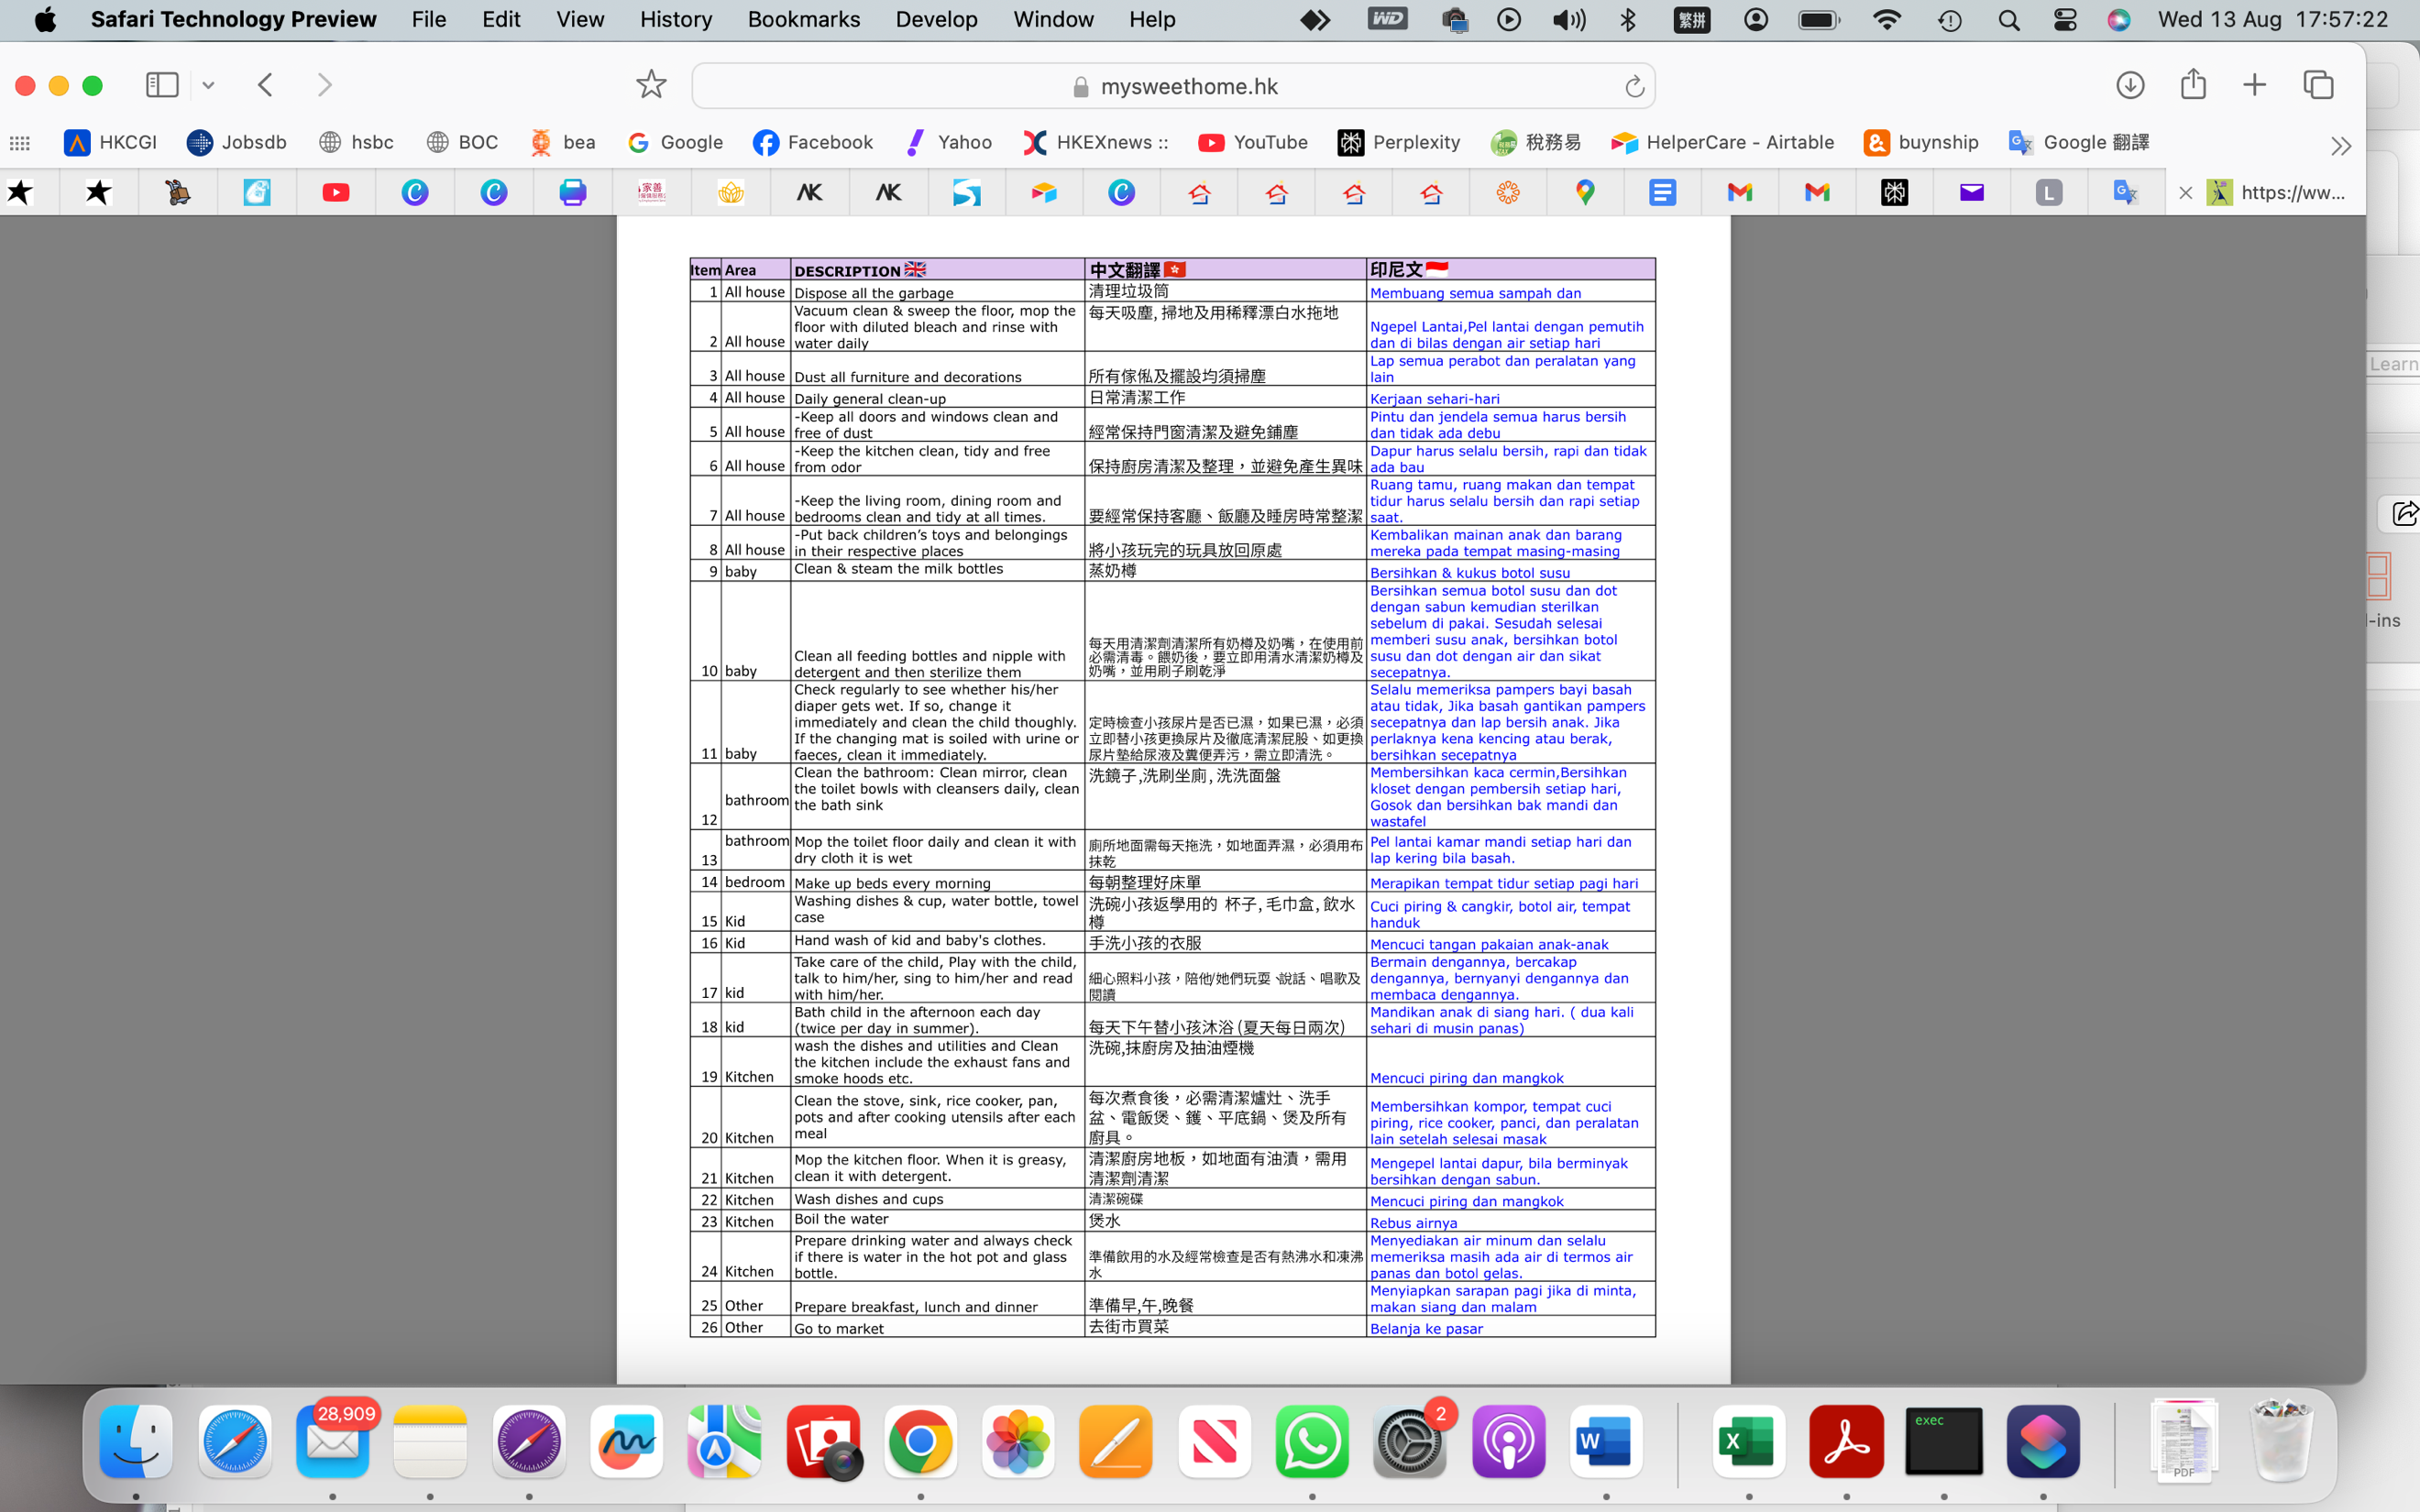 Safari Technology Preview File Edit View History Bookmarks Develop Window Help WD 繁拼 Wed 13 Aug 17:57:22
mysweethome.hk
HKCGI Jobsdb hsbc BOC bea Google Facebook Yahoo HKEXnews :: YouTube Perplexity 稅務易 HelperCare - Airtable buynship Google 翻譯
https://ww...
Item Area DESCRIPTION 中文翻譯 印尼文
1 All house Dispose all the garbage 清理垃圾筒 Membuang semua sampah dan
Vacuum clean & sweep the floor, mop the
floor with diluted bleach and rinse with
2 All house water daily
每天吸塵, 掃地及用稀釋漂白水拖地
Ngepel Lantai,Pel lantai dengan pemutih
dan di bilas dengan air setiap hari
3 All house Dust all furniture and decorations 所有傢俬及擺設均須掃塵
Lap semua perabot dan peralatan yang
lain
4 All house Daily general clean-up 日常清潔工作 Kerjaan sehari-hari
-Keep all doors and windows clean and
5 All house free of dust
經常保持門窗清潔及避免鋪塵
Pintu dan jendela semua harus bersih
dan tidak ada debu
-Keep the kitchen clean, tidy and free
6 All house from odor
保持廚房清潔及整理，並避免產生異味
Dapur harus selalu bersih, rapi dan tidak
ada bau
-Keep the living room, dining room and
7 All house bedrooms clean and tidy at all times.
要經常保持客廳、飯廳及睡房時常整潔
Ruang tamu, ruang makan dan tempat
tidur harus selalu bersih dan rapi setiap
saat.
-Put back children's toys and belongings
8 All house in their respective places
將小孩玩完的玩具放回原處
Kembalikan mainan anak dan barang
mereka pada tempat masing-masing
9 baby Clean & steam the milk bottles 蒸奶樽 Bersihkan & kukus botol susu
Clean all feeding bottles and nipple with
10 baby detergent and then sterilize them
每天用清潔劑清潔所有奶樽及奶嘴，在使用前
必需清毒。餵奶後，要立即用清水清潔奶樽及
奶嘴，並用刷子刷乾淨
Bersihkan semua botol susu dan dot
dengan sabun kemudian sterilkan
sebelum di pakai. Sesudah selesai
memberi susu anak, bersihkan botol
susu dan dot dengan air dan sikat
secepatnya.
Check regularly to see whether his/her
diaper gets wet. If so, change it
immediately and clean the child thoughly.
If the changing mat is soiled with urine or
11 baby faeces, clean it immediately.
定時檢查小孩尿片是否已濕，如果已濕，必須
立即替小孩更換尿片及徹底清潔屁股、如更換
尿片墊給尿液及糞便弄污，需立即清洗。
Selalu memeriksa pampers bayi basah
atau tidak, Jika basah gantikan pampers
secepatnya dan lap bersih anak. Jika
perlaknya kena kencing atau berak,
bersihkan secepatnya
Clean the bathroom: Clean mirror, clean
the toilet bowls with cleansers daily, clean
12 bathroom the bath sink
洗鏡子,洗刷坐廁, 洗洗面盤
Membersihkan kaca cermin,Bersihkan
kloset dengan pembersih setiap hari,
Gosok dan bersihkan bak mandi dan
wastafel
13 bathroom Mop the toilet floor daily and clean it with
dry cloth it is wet
廁所地面需每天拖洗，如地面弄濕，必須用布
抹乾
Pel lantai kamar mandi setiap hari dan
lap kering bila basah.
14 bedroom Make up beds every morning 每朝整理好床單 Merapikan tempat tidur setiap pagi hari
15 Kid Washing dishes & cup, water bottle, towel
case
洗碗小孩返學用的 杯子, 毛巾盒, 飲水
樽
Cuci piring & cangkir, botol air, tempat
handuk
16 Kid Hand wash of kid and baby's clothes. 手洗小孩的衣服 Mencuci tangan pakaian anak-anak
Take care of the child, Play with the child,
talk to him/her, sing to him/her and read
17 kid with him/her.
細心照料小孩，陪他/她們玩耍、說話、唱歌及
閱讀
Bermain dengannya, bercakap
dengannya, bernyanyi dengannya dan
membaca dengannya.
Bath child in the afternoon each day
18 kid (twice per day in summer).
每天下午替小孩沐浴 (夏天每日兩次)
Mandikan anak di siang hari. ( dua kali
sehari di musin panas)
wash the dishes and utilities and Clean
the kitchen include the exhaust fans and
19 Kitchen smoke hoods etc.
洗碗,抹廚房及抽油煙機
Mencuci piring dan mangkok
Clean the stove, sink, rice cooker, pan,
pots and after cooking utensils after each
20 Kitchen meal
每次煮食後，必需清潔爐灶、洗手
盆、電飯煲、鑊、平底鍋、煲及所有
廚具。
Membersihkan kompor, tempat cuci
piring, rice cooker, panci, dan peralatan
lain setelah selesai masak
Mop the kitchen floor. When it is greasy,
21 Kitchen clean it with detergent.
清潔廚房地板，如地面有油漬，需用
清潔劑清潔
Mengepel lantai dapur, bila berminyak
bersihkan dengan sabun.
22 Kitchen Wash dishes and cups 清潔碗碟 Mencuci piring dan mangkok
23 Kitchen Boil the water 煲水 Rebus airnya
Prepare drinking water and always check
if there is water in the hot pot and glass
24 Kitchen bottle.
準備飲用的水及經常檢查是否有熱沸水和凍沸
水
Menyediakan air minum dan selalu
memeriksa masih ada air di termos air
panas dan botol gelas.
25 Other Prepare breakfast, lunch and dinner 準備早,午,晚餐
Menyiapkan sarapan pagi jika di minta,
makan siang dan malam
26 Other Go to market 去街市買菜 Belanja ke pasar
Learn
-ins
28,909
2
exec
PDF